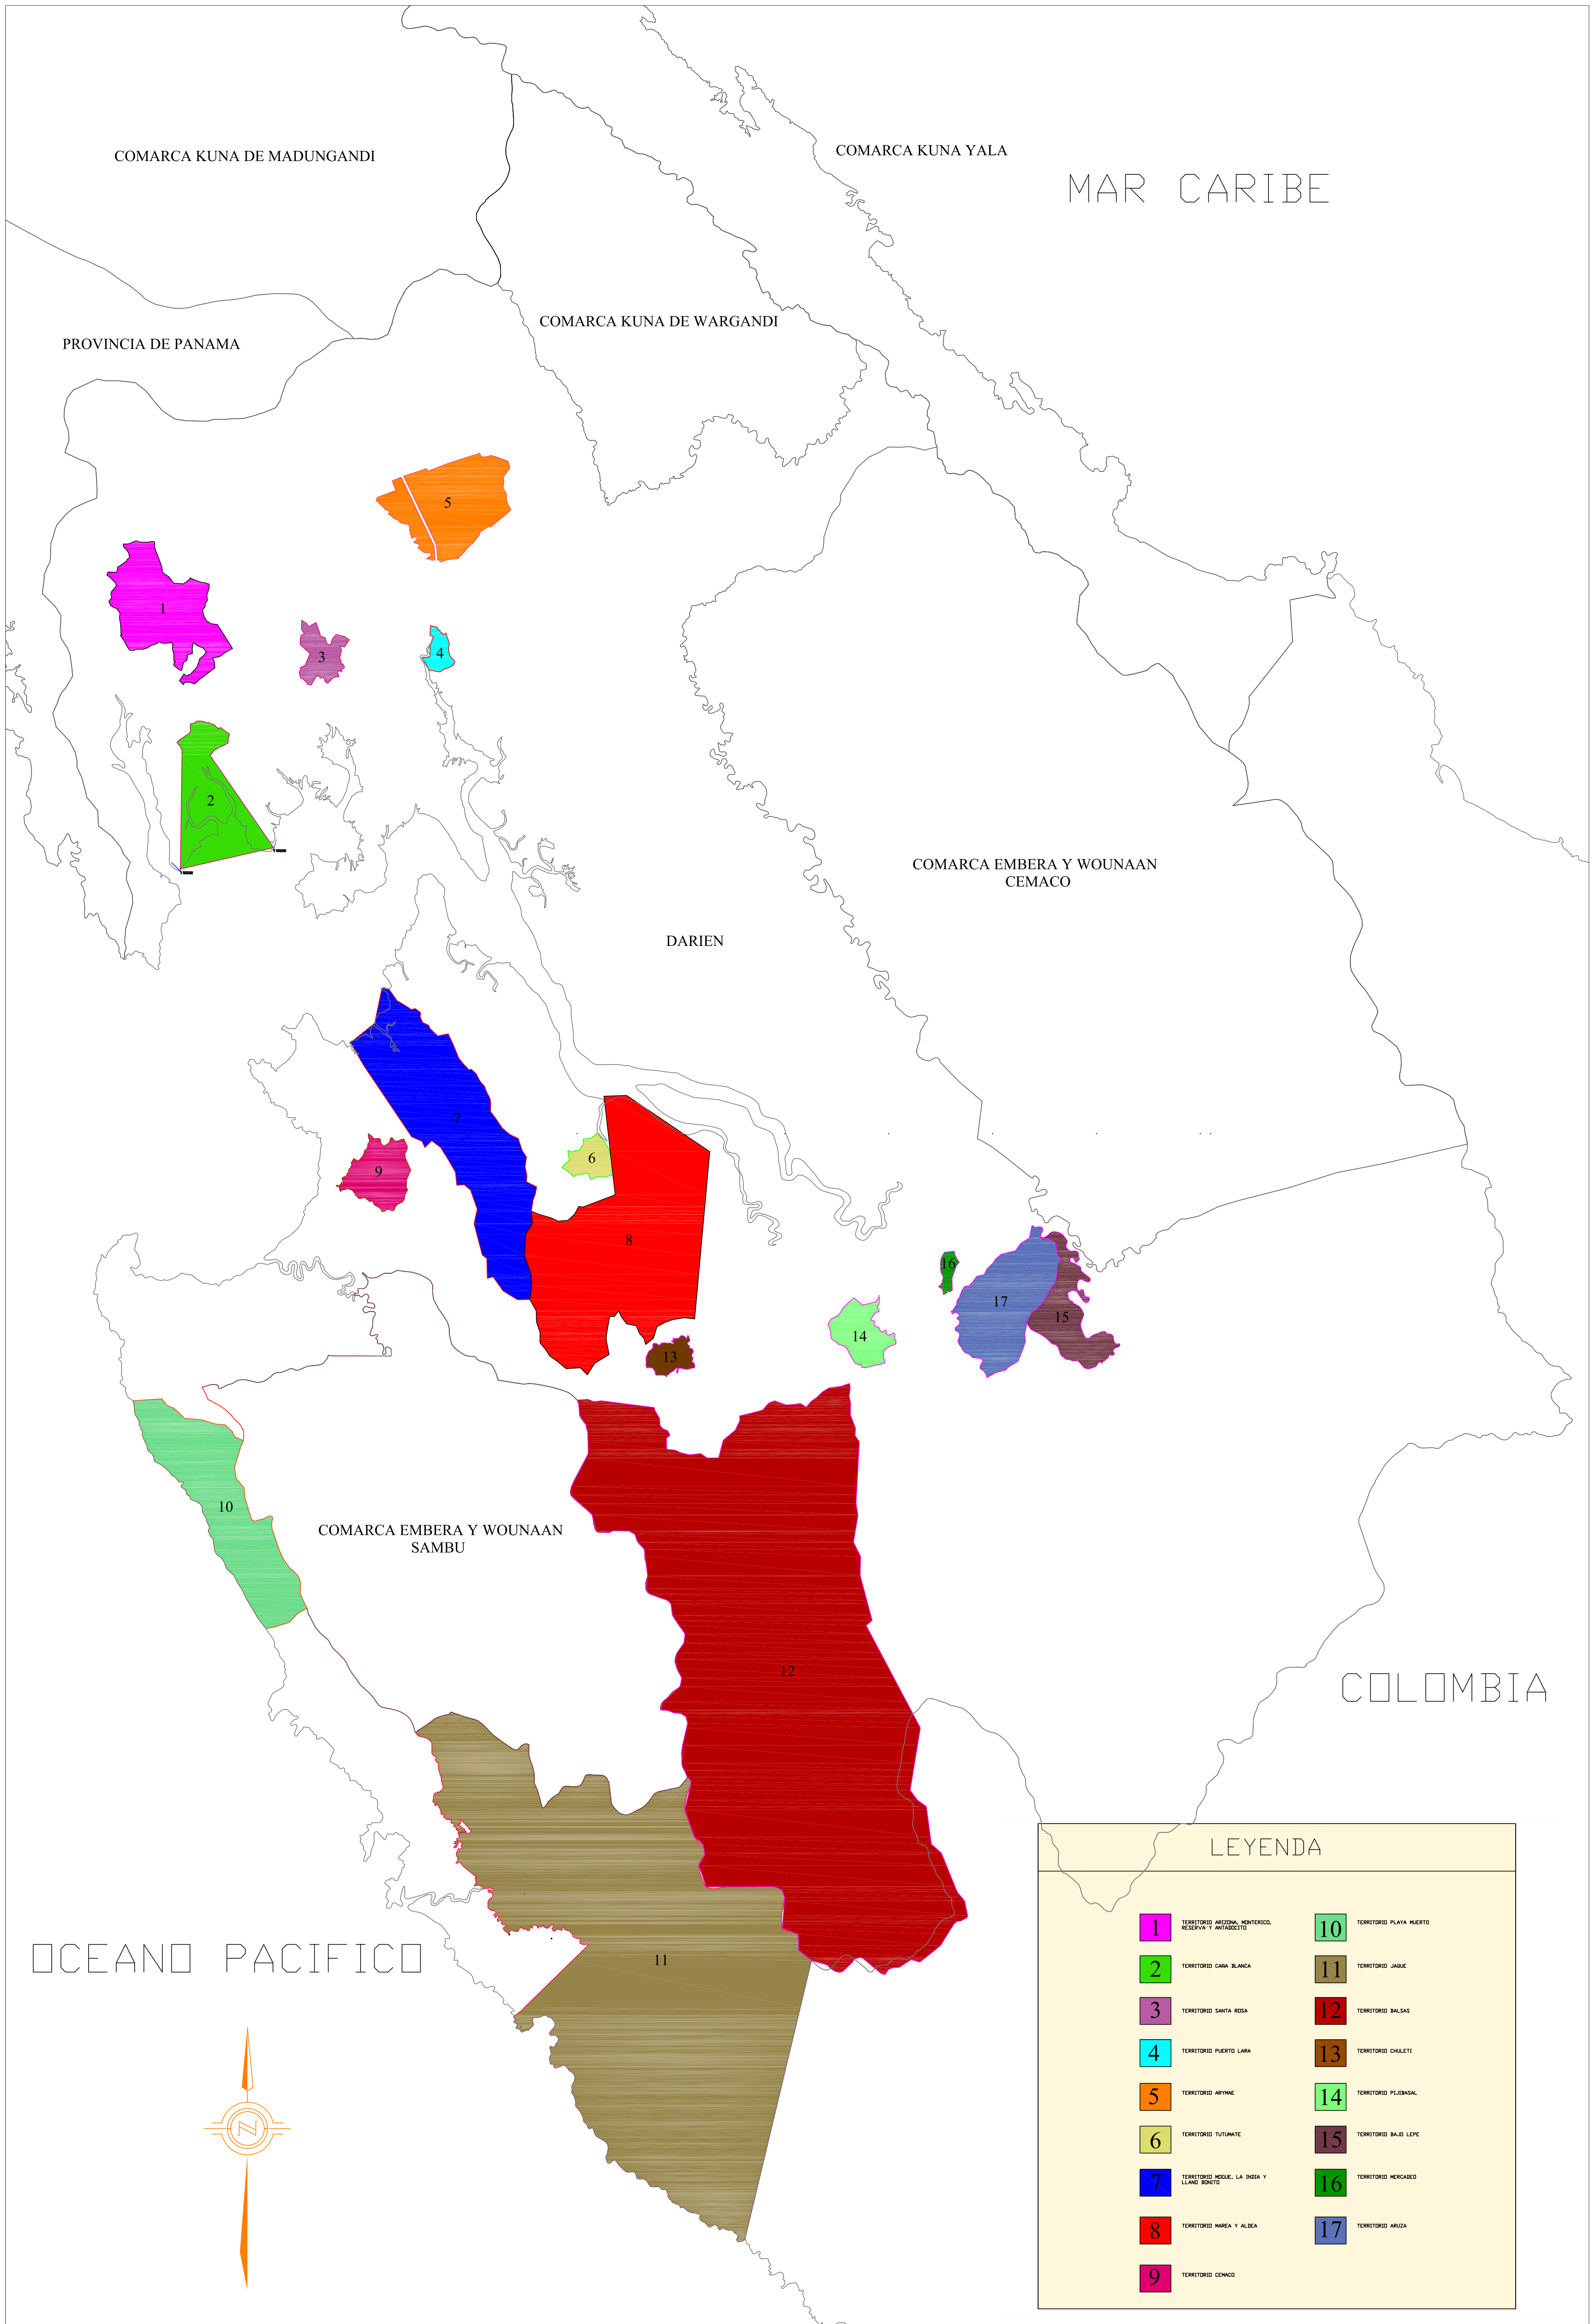 COMARCA KUNA DE MADUNGANDI
COMARCA KUNA YALA
MAR CARIBE
COMARCA KUNA DE WARGANDI
PROVINCIA DE PANAMA
5
1
3
4
2
COMARCA EMBERA Y WOUNAAN
CEMACO
DARIEN
7
6
9
8
16
17
15
14
13
10
COMARCA EMBERA Y WOUNAAN
SAMBU
12
COLOMBIA
11
OCEANO PACIFICO
N
LEYENDA
1 TERRITORIO ARIZONA, MONTERICO,
RESERVA Y ANTADOCITO
2 TERRITORIO CAÑA BLANCA
3 TERRITORIO SANTA ROSA
4 TERRITORIO PUERTO LARA
5 TERRITORIO ARYMAE
6 TERRITORIO TUTUMATE
7 TERRITORIO MOGUE, LA INDIA Y
LLANO BONITO
8 TERRITORIO MAREA Y ALDEA
9 TERRITORIO CEMACO
10 TERRITORIO PLAYA MUERTO
11 TERRITORIO JAQUE
12 TERRITORIO BALSAS
13 TERRITORIO CHULETI
14 TERRITORIO PIJIBASAL
15 TERRITORIO BAJO LEPE
16 TERRITORIO MERCADEO
17 TERRITORIO ARUZA